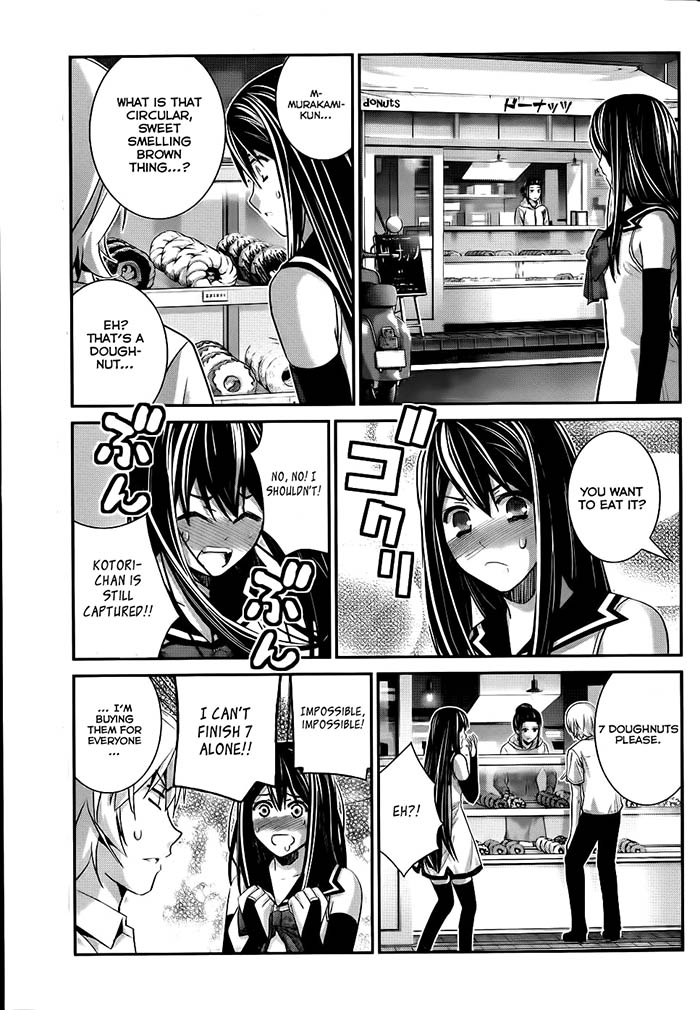 donuts
ドーナッツ
M-
MURAKAMI-
KUN...
WHAT IS THAT
CIRCULAR,
SWEET
SMELLING
BROWN
THING...?
EH?
THAT'S A
DOUGH-
NUT...
YOU WANT
TO EAT IT?
ゴクリ
NO, NO! I
SHOULDN'T!
ぶん
KOTORI-
CHAN IS
STILL
CAPTURED!!
ぶん
7 DOUGHNUTS
PLEASE.
EH?!
IMPOSSIBLE,
IMPOSSIBLE!
I CAN'T
FINISH 7
ALONE!!
... I'M
BUYING
THEM FOR
EVERYONE
...